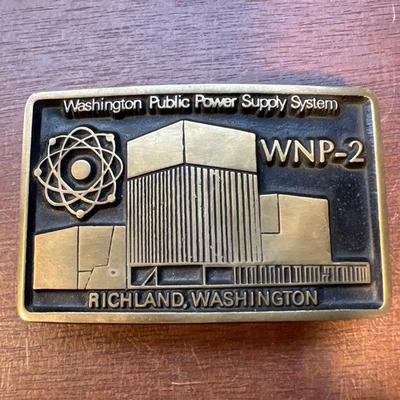 Washington Public Power Supply System
WNP-2
RICHLAND, WASHINGTON